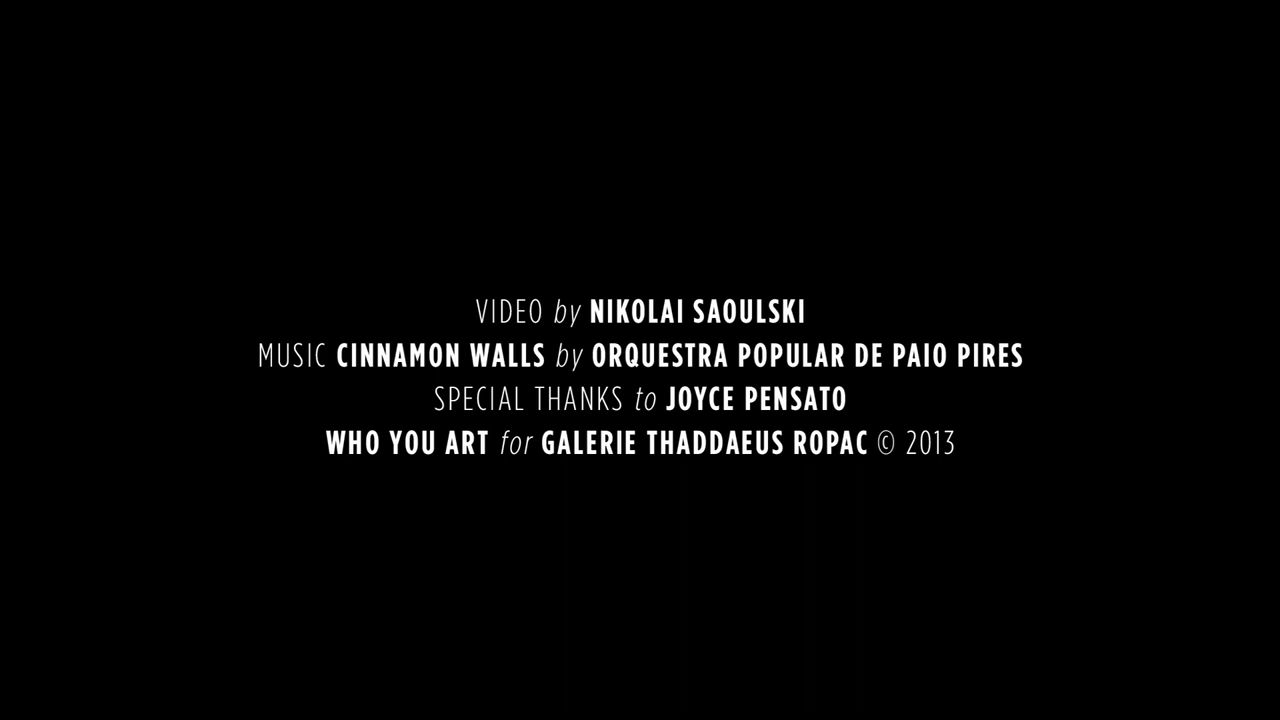 VIDEO by NIKOLAI SAOULSKI
MUSIC CINNAMON WALLS by ORQUESTRA POPULAR DE PAIO PIRES
SPECIAL THANKS to JOYCE PENSATO
WHO YOU ART for GALERIE THADDAEUS ROPAC © 2013